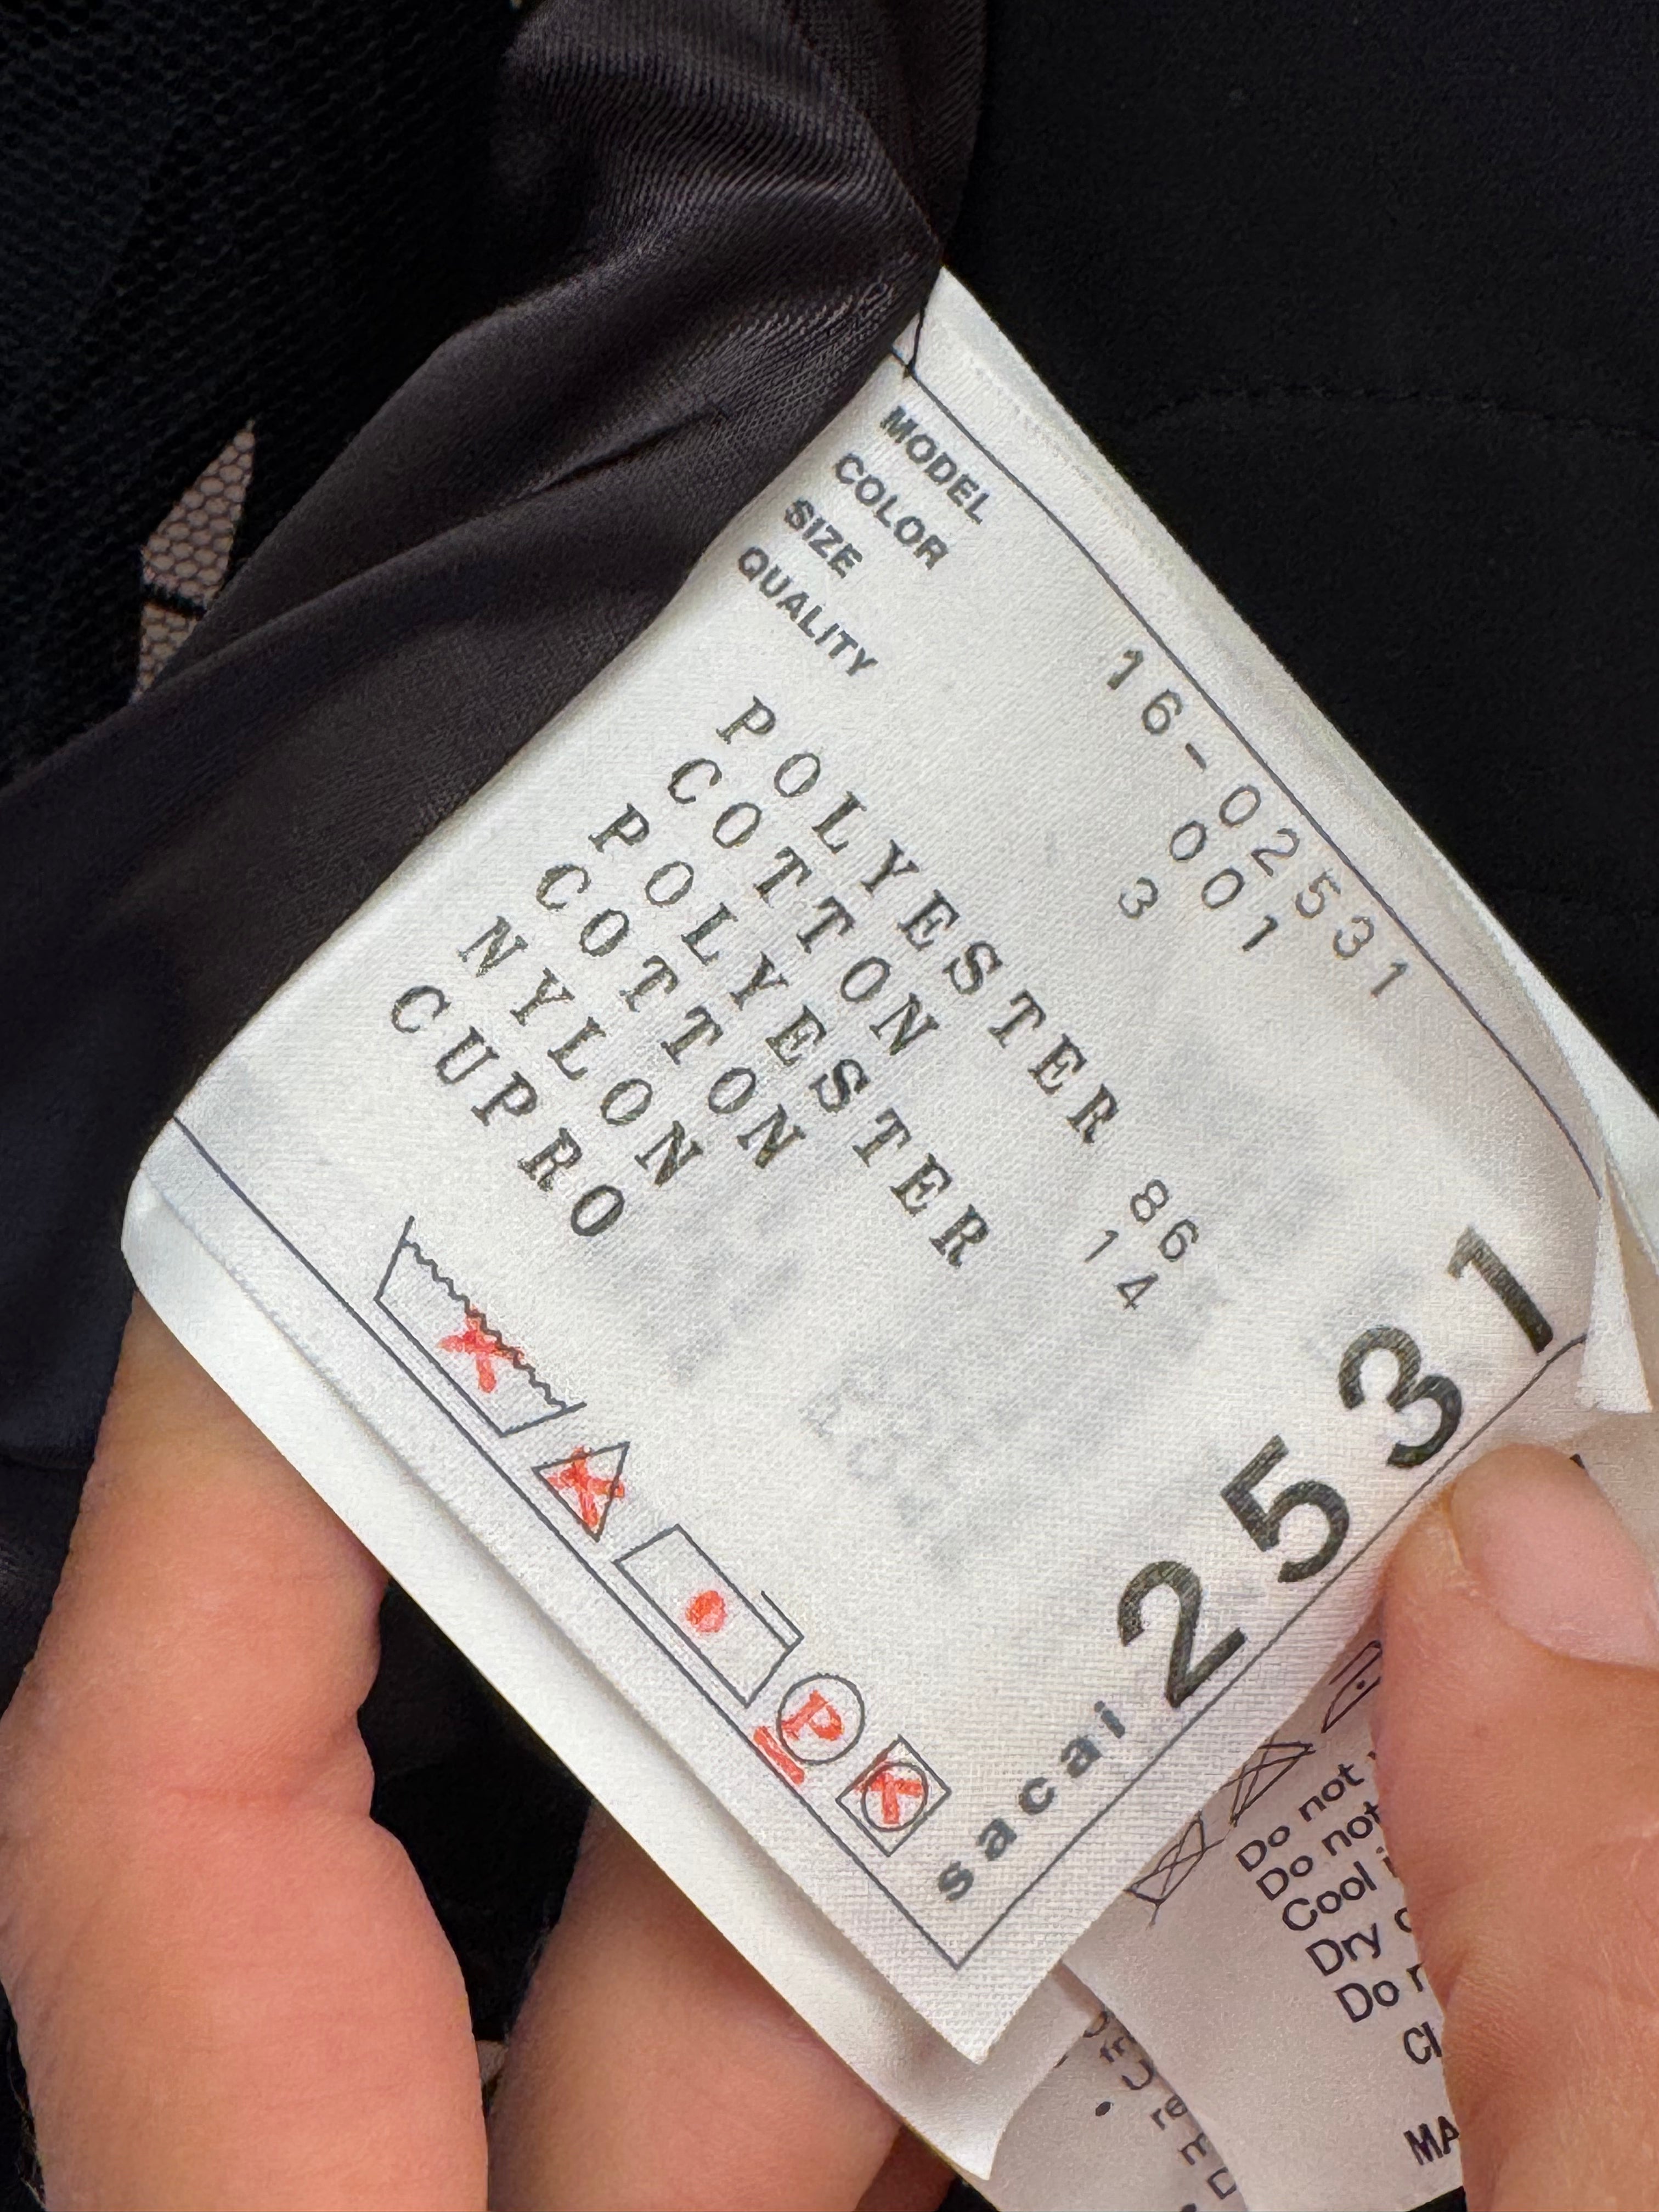 MODEL 16-02531
COLOR 001
SIZE 3
QUALITY
POLYESTER 86
COTTON 14
POLYESTER
COTTON
NYLON
CUPRO
P
sacai 2531
Do not
Do not
Cool
Dry
Do
MA